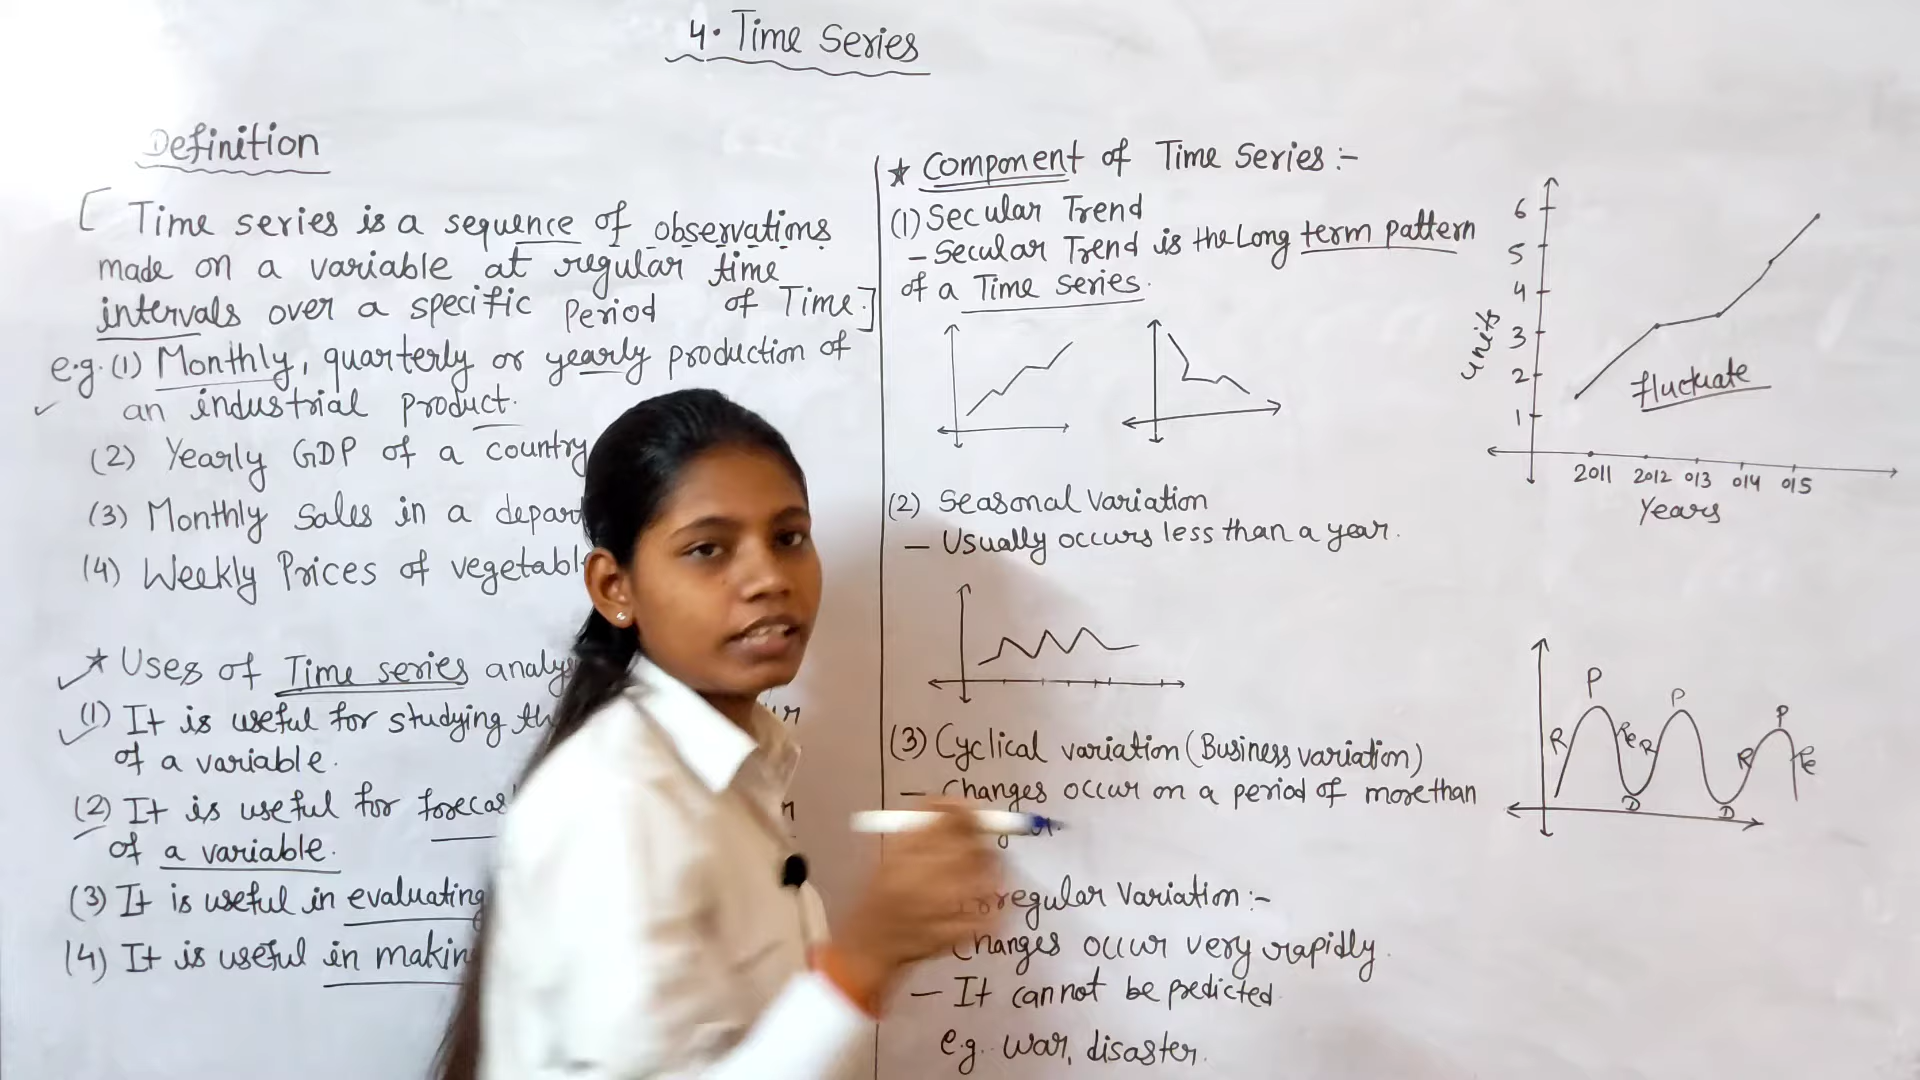 4. Time Series
Definition
[ Time series is a sequence of observations
made on a variable at regular time
intervals over a specific Period of Time.]
e.g. (1) Monthly, quarterly or yearly production of
an industrial product.
(2) Yearly GDP of a country
(3) Monthly Sales in a
(4) Weekly Prices of
★ Uses of Time series
(1) It is useful for studying
of a variable.
(2) It is useful for
of a variable.
(3) It is useful in evaluating
(4) It is useful in
★ Component of Time Series :-
(1) Secular Trend
- Secular Trend is the Long term pattern
of a Time series.
(2) Seasonal Variation
- Usually occurs less than a year.
(3) Cyclical variation (Business variation)
- Changes occur on a period of more than
Variation :-
Changes occur very rapidly.
- It cannot be predicted
e.g. war, disaster.
6
5
4
3
2
1
units
fluctuate
2011 2012 013 014 015
Years
P P P
R Re R R Re
D D